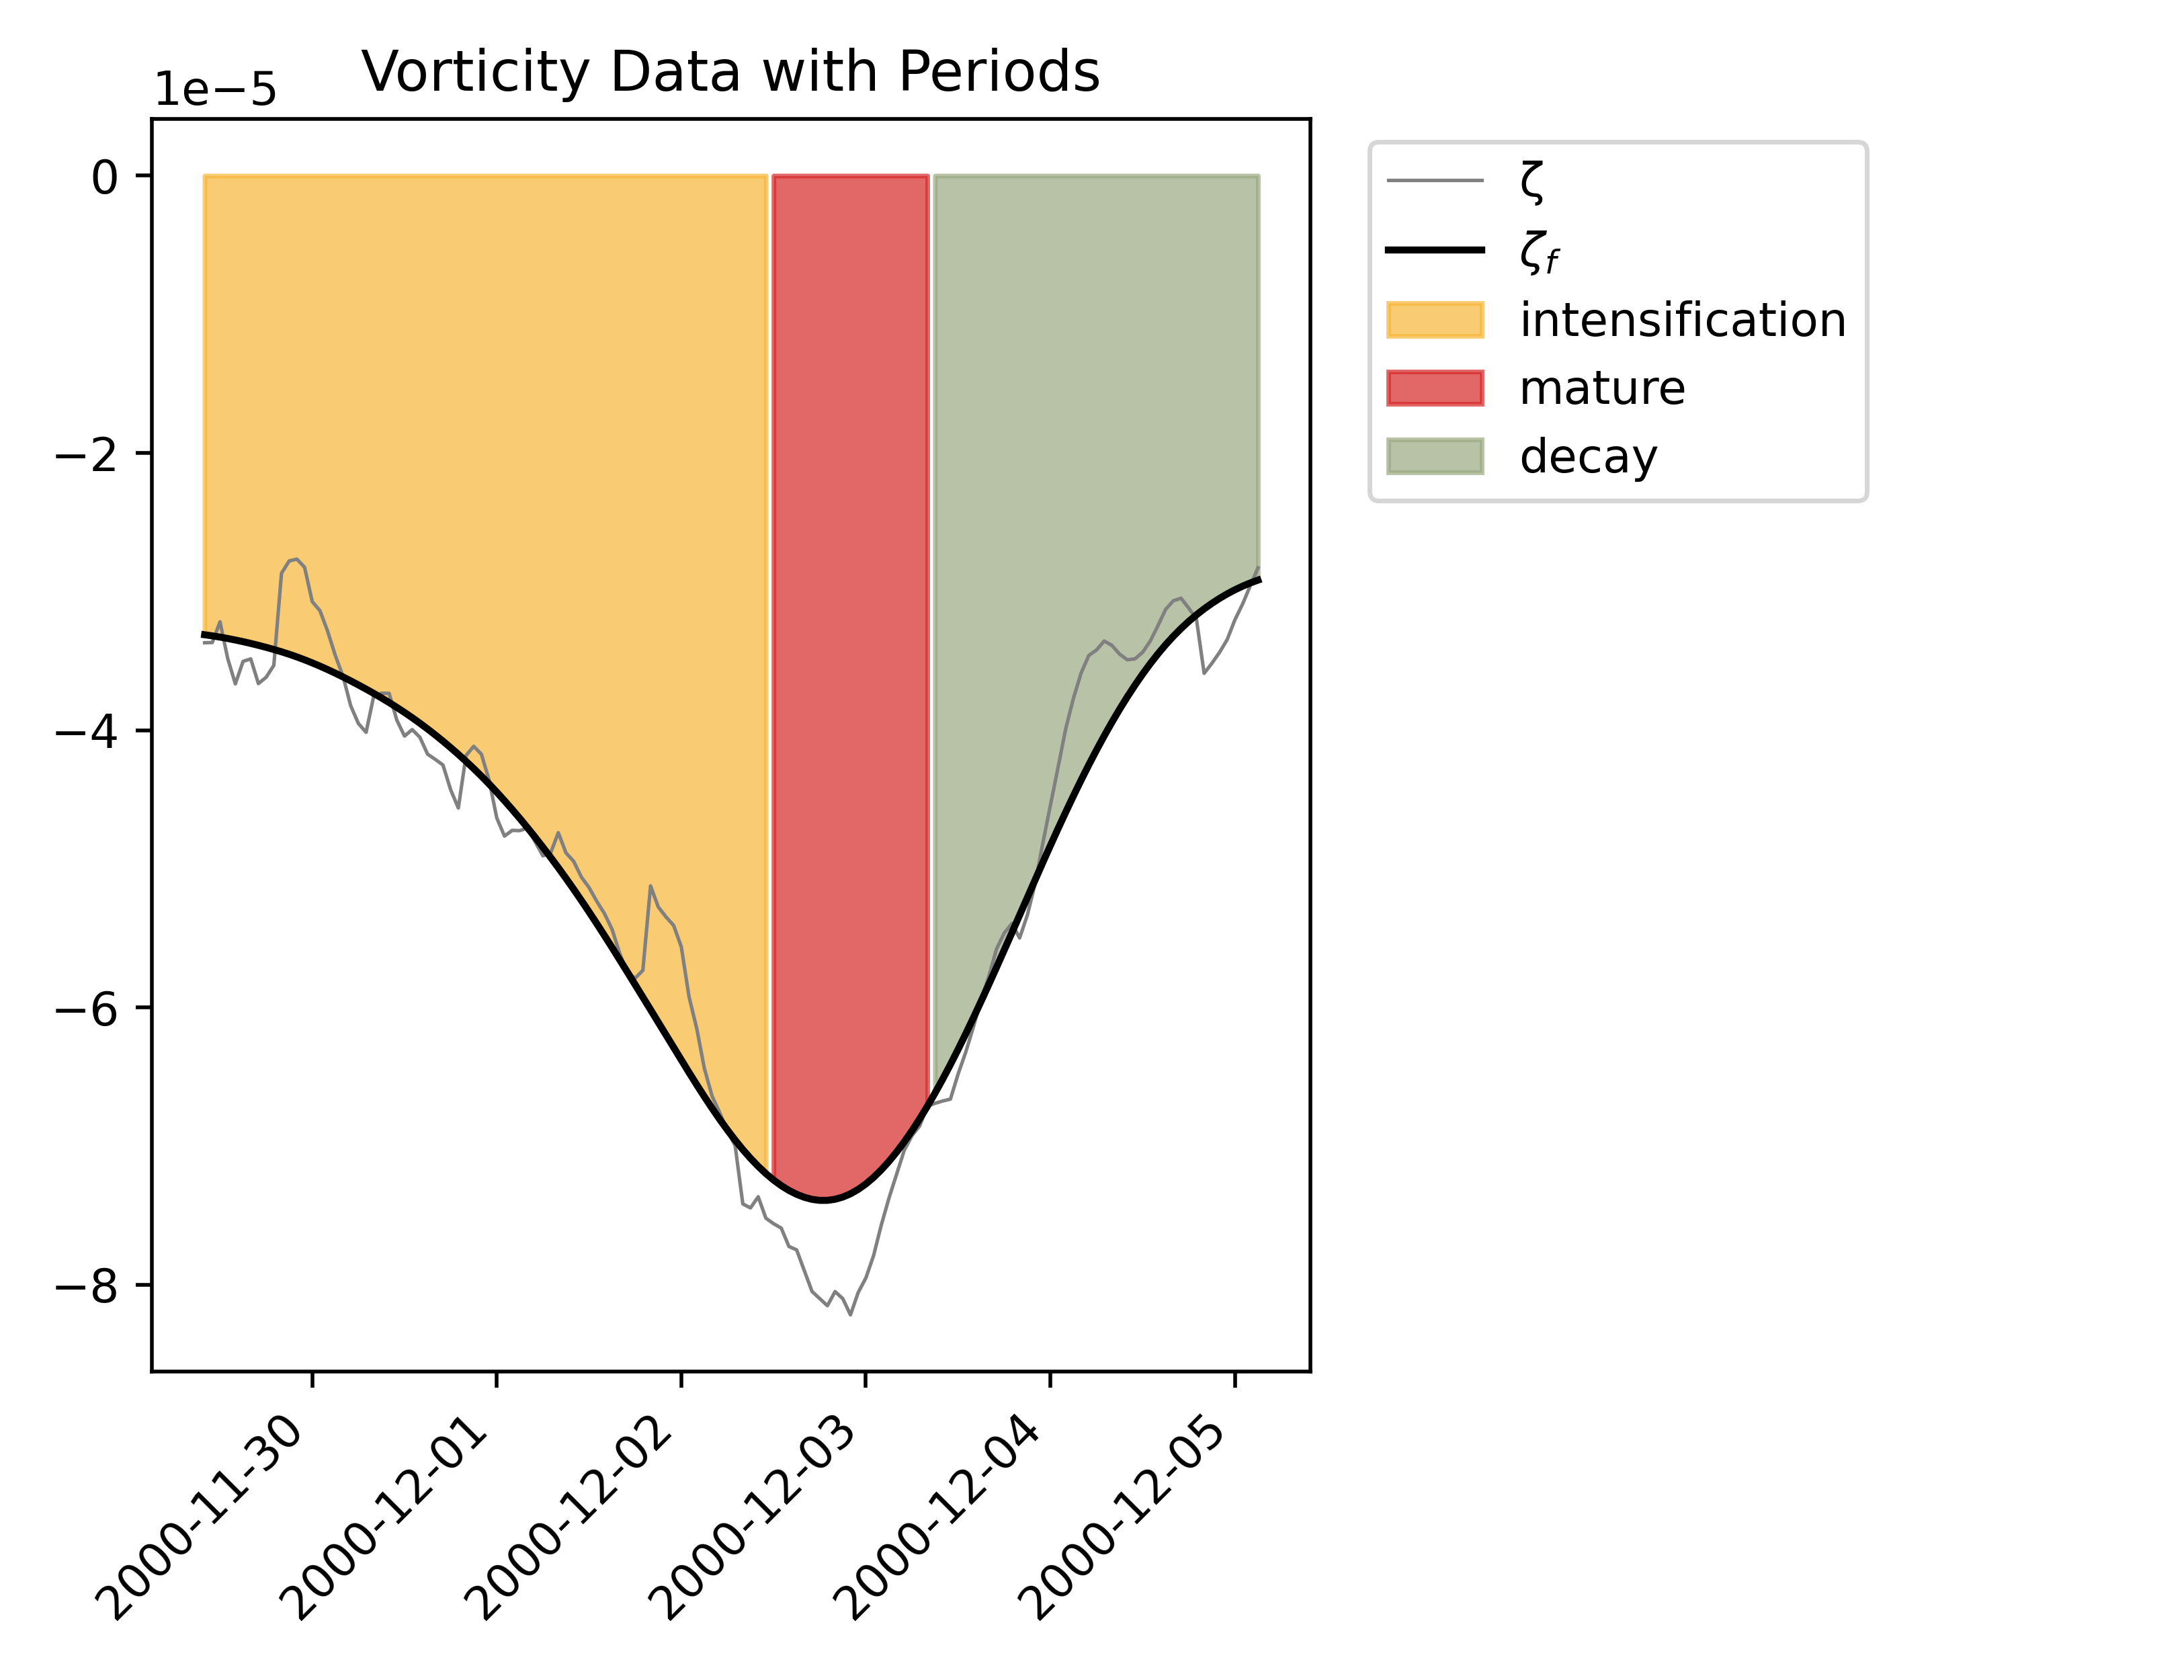 Vorticity Data with Periods
1e−5
0
−2
−4
−6
−8
2000-11-30
2000-12-01
2000-12-02
2000-12-03
2000-12-04
2000-12-05
ζ
ζf
intensification
mature
decay